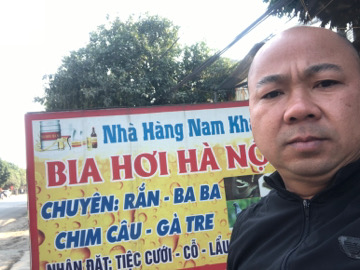 Nhà Hàng Nam
BIA HƠI HÀ
CHUYÊN: RẮN - BA BA
CHIM CÂU - GÀ TRE
NHẬN ĐẶT: TIỆC CƯỚI - CỖ - LẨU